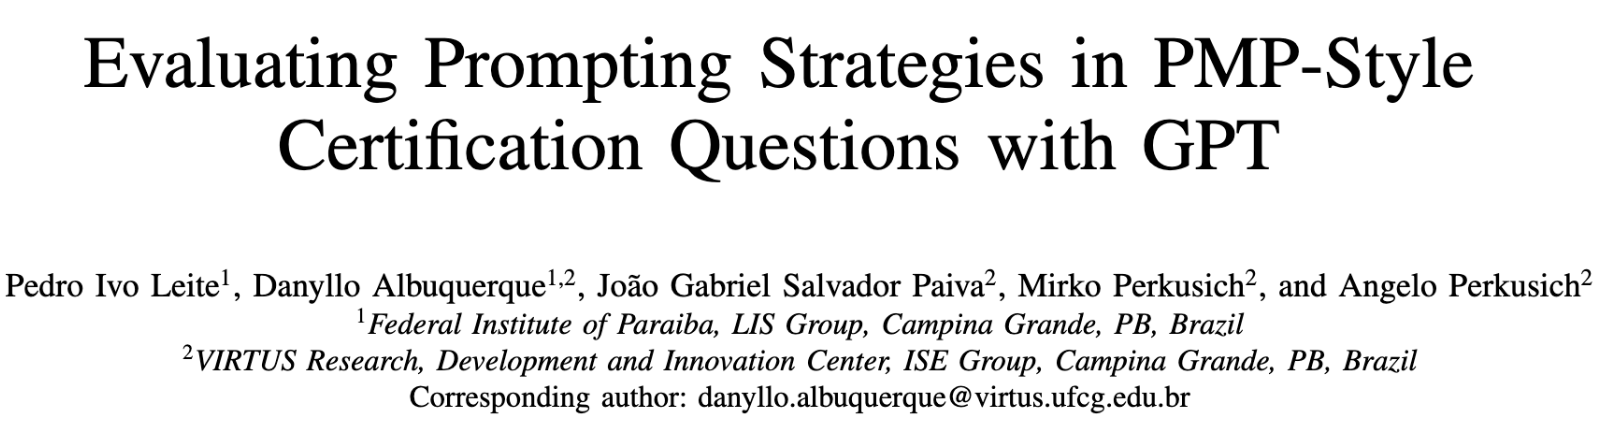 Evaluating Prompting Strategies in PMP-Style
Certification Questions with GPT
Pedro Ivo Leite¹, Danyllo Albuquerque¹,², João Gabriel Salvador Paiva², Mirko Perkusich², and Angelo Perkusich²
¹Federal Institute of Paraiba, LIS Group, Campina Grande, PB, Brazil
²VIRTUS Research, Development and Innovation Center, ISE Group, Campina Grande, PB, Brazil
Corresponding author: danyllo.albuquerque@virtus.ufcg.edu.br